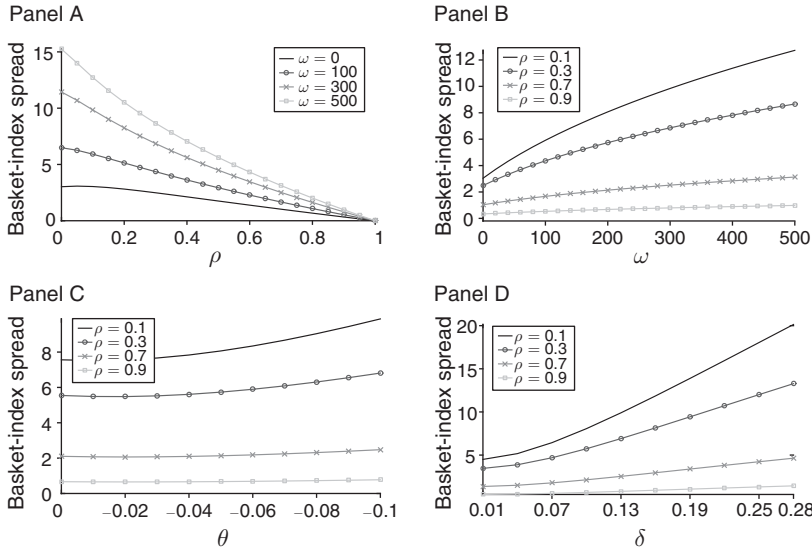 Panel A
Basket-index spread
15
10
5
0
0
0.2
0.4
0.6
0.8
1
ρ
ω = 0
ω = 100
ω = 300
ω = 500
Panel B
Basket-index spread
12
10
8
6
4
2
0
0
100
200
300
400
500
ω
ρ = 0.1
ρ = 0.3
ρ = 0.7
ρ = 0.9
Panel C
Basket-index spread
8
6
4
2
0
0
−0.02
−0.04
−0.06
−0.08
−0.1
θ
ρ = 0.1
ρ = 0.3
ρ = 0.7
ρ = 0.9
Panel D
Basket-index spread
20
15
10
5
0.01
0.07
0.13
0.19
0.25
0.28
δ
ρ = 0.1
ρ = 0.3
ρ = 0.7
ρ = 0.9